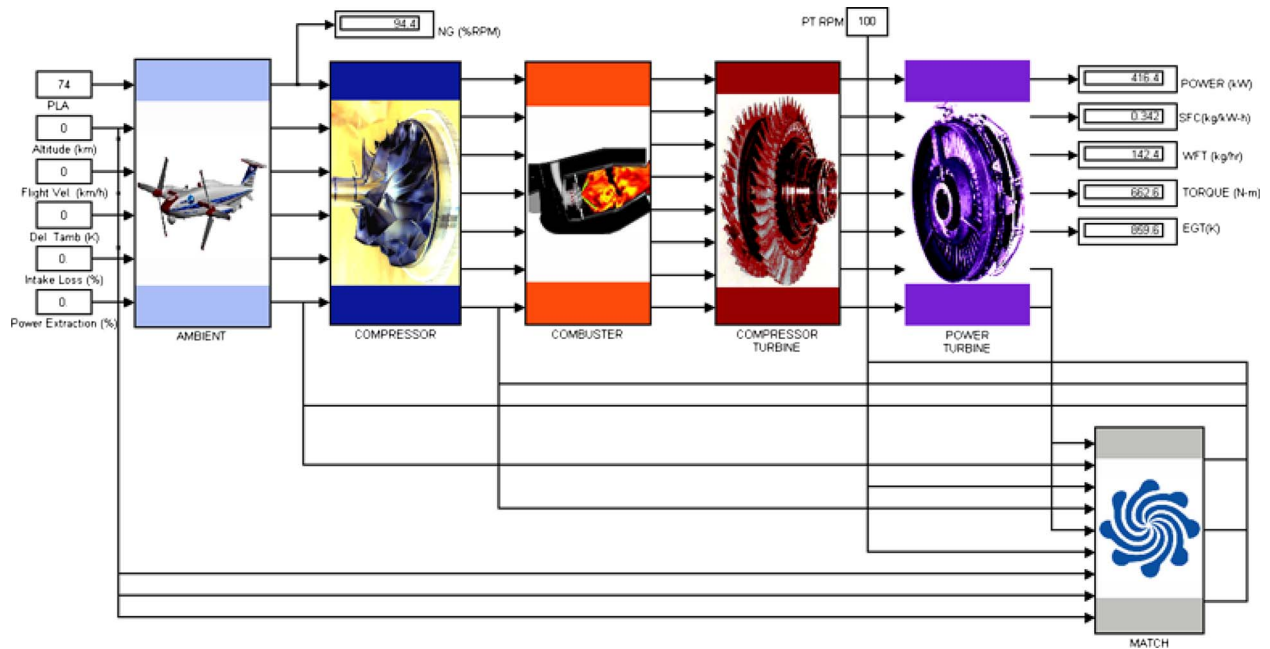 94.4
NG (%RPM)
PT RPM
100
74
PLA
0
Altitude (km)
0
Flight Vel. (km/h)
0
Del. Tamb (K)
0
Intake Loss (%)
0
Power Extraction (%)
416.4
POWER (kW)
0.342
SFC(kg/kW-h)
142.4
WFT (kg/hr)
662.6
TORQUE (N-m)
859.6
EGT(K)
AMBIENT
COMPRESSOR
COMBUSTER
COMPRESSOR
TURBINE
POWER
TURBINE
MATCH